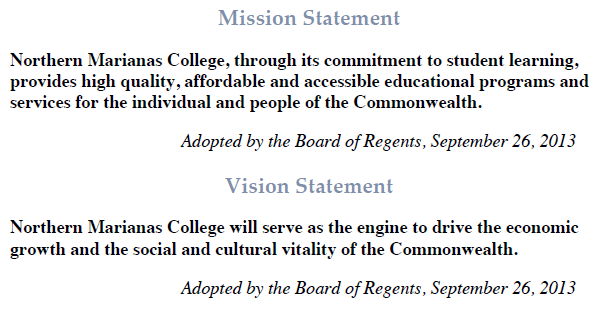 Mission Statement
Northern Marianas College, through its commitment to student learning,
provides high quality, affordable and accessible educational programs and
services for the individual and people of the Commonwealth.
Adopted by the Board of Regents, September 26, 2013
Vision Statement
Northern Marianas College will serve as the engine to drive the economic
growth and the social and cultural vitality of the Commonwealth.
Adopted by the Board of Regents, September 26, 2013